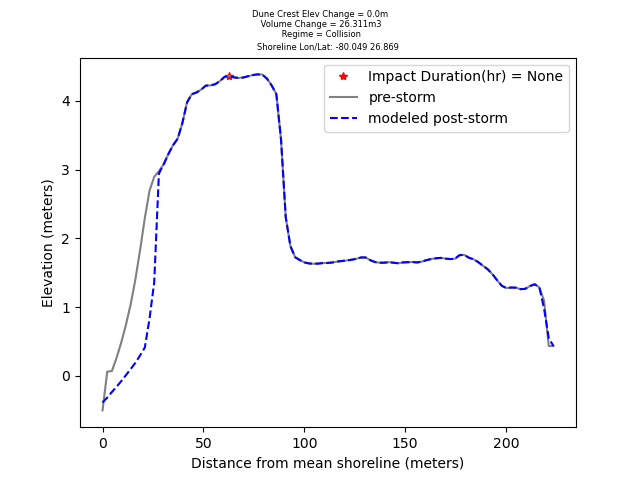 Dune Crest Elev Change = 0.0m
Volume Change = 26.311m3
Regime = Collision
Shoreline Lon/Lat: -80.049 26.869
Impact Duration(hr) = None
pre-storm
modeled post-storm
4
3
2
1
0
Elevation (meters)
0 50 100 150 200
Distance from mean shoreline (meters)